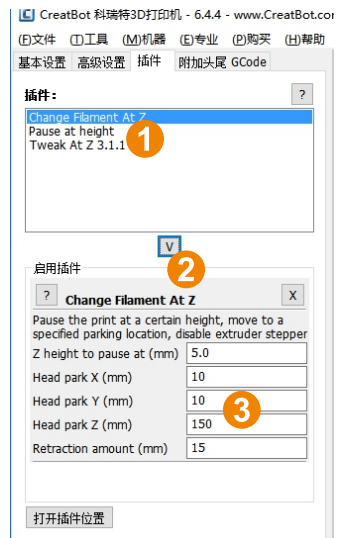 CreatBot 科瑞特3D打印机 - 6.4.4 - www.CreatBot.cor
(F)文件 (T)工具 (M)机器 (E)专业 (P)购买 (H)帮助
基本设置 高级设置 插件 附加头尾 GCode
插件: ?
Change Filament At Z
Pause at height
Tweak At Z 3.1.1
1
V
2
启用插件
? Change Filament At Z X
Pause the print at a certain height, move to a
specified parking location, disable extruder stepper
Z height to pause at (mm) 5.0
Head park X (mm) 10
Head park Y (mm) 10
3
Head park Z (mm) 150
Retraction amount (mm) 15
打开插件位置